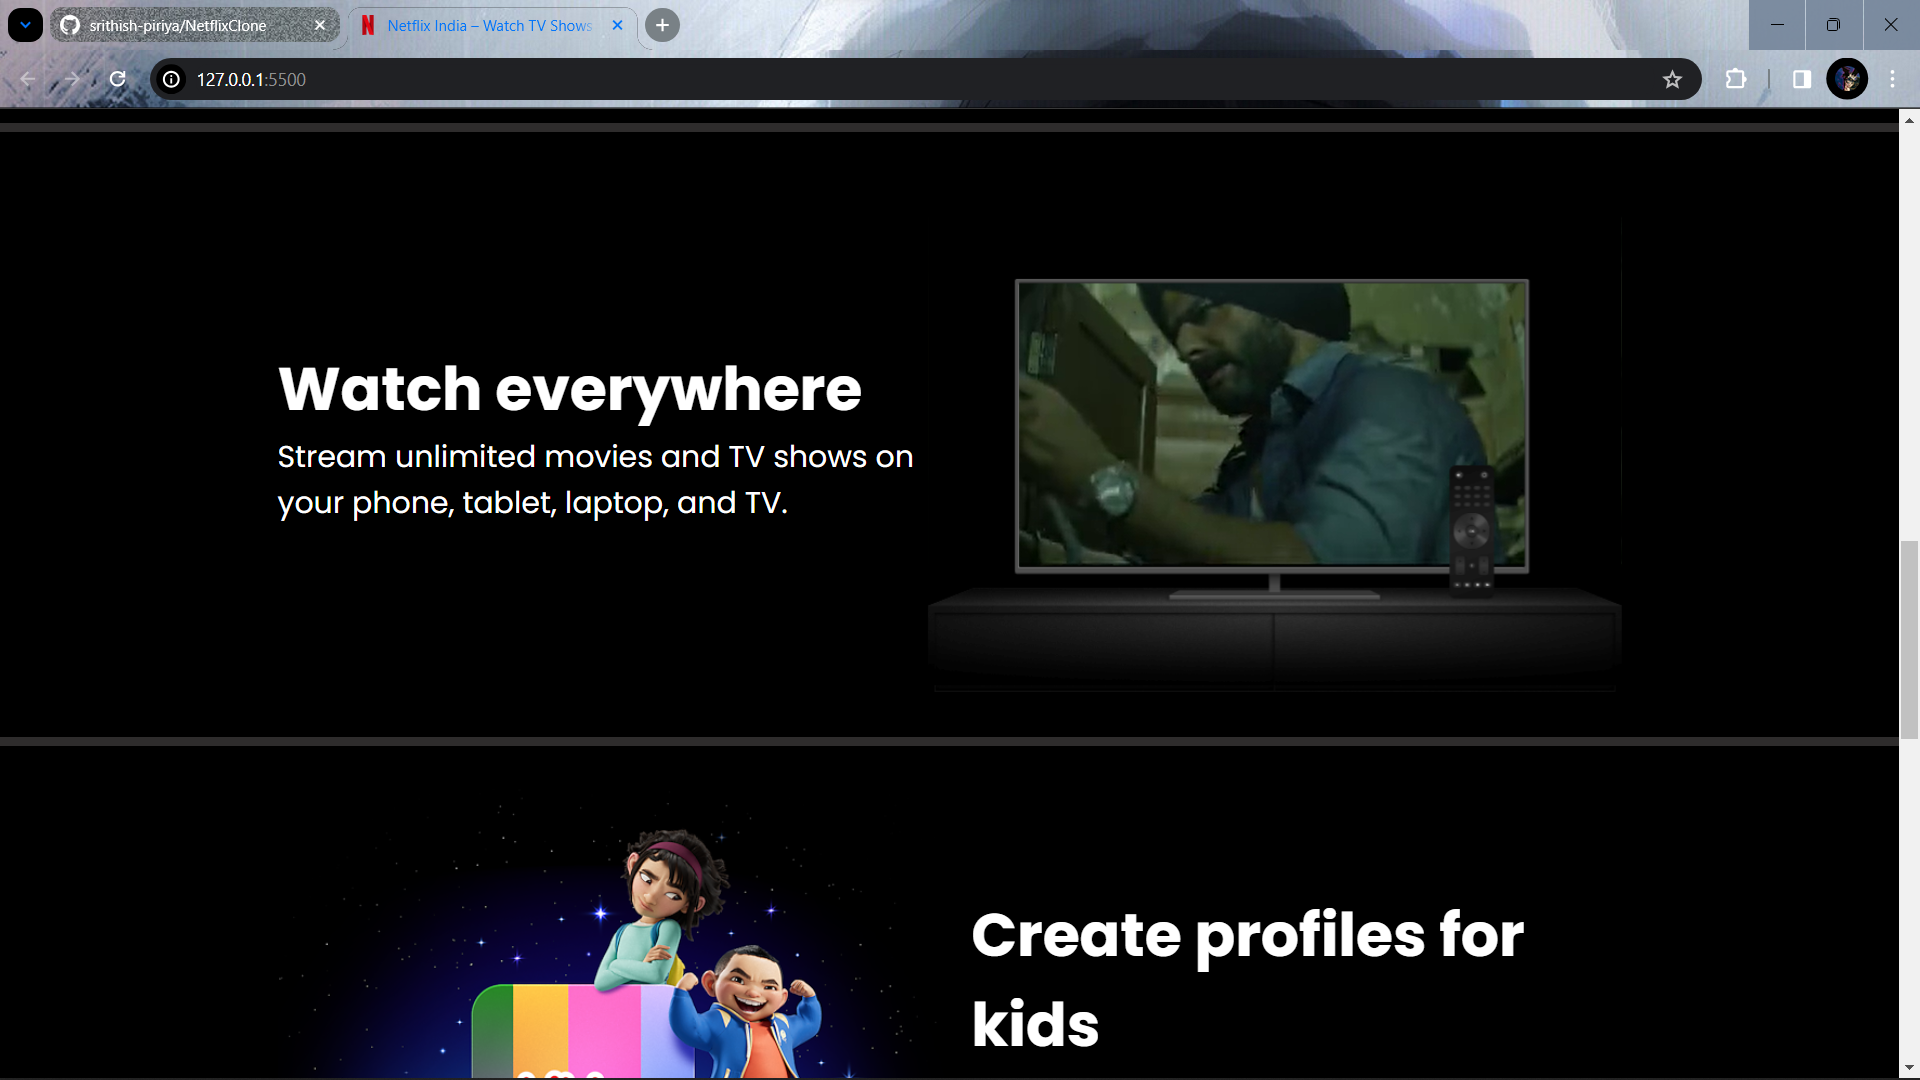 srithish-piriya/NetflixClone
Netflix India – Watch TV Shows
127.0.0.1:5500
Watch everywhere
Stream unlimited movies and TV shows on
your phone, tablet, laptop, and TV.
Create profiles for
kids